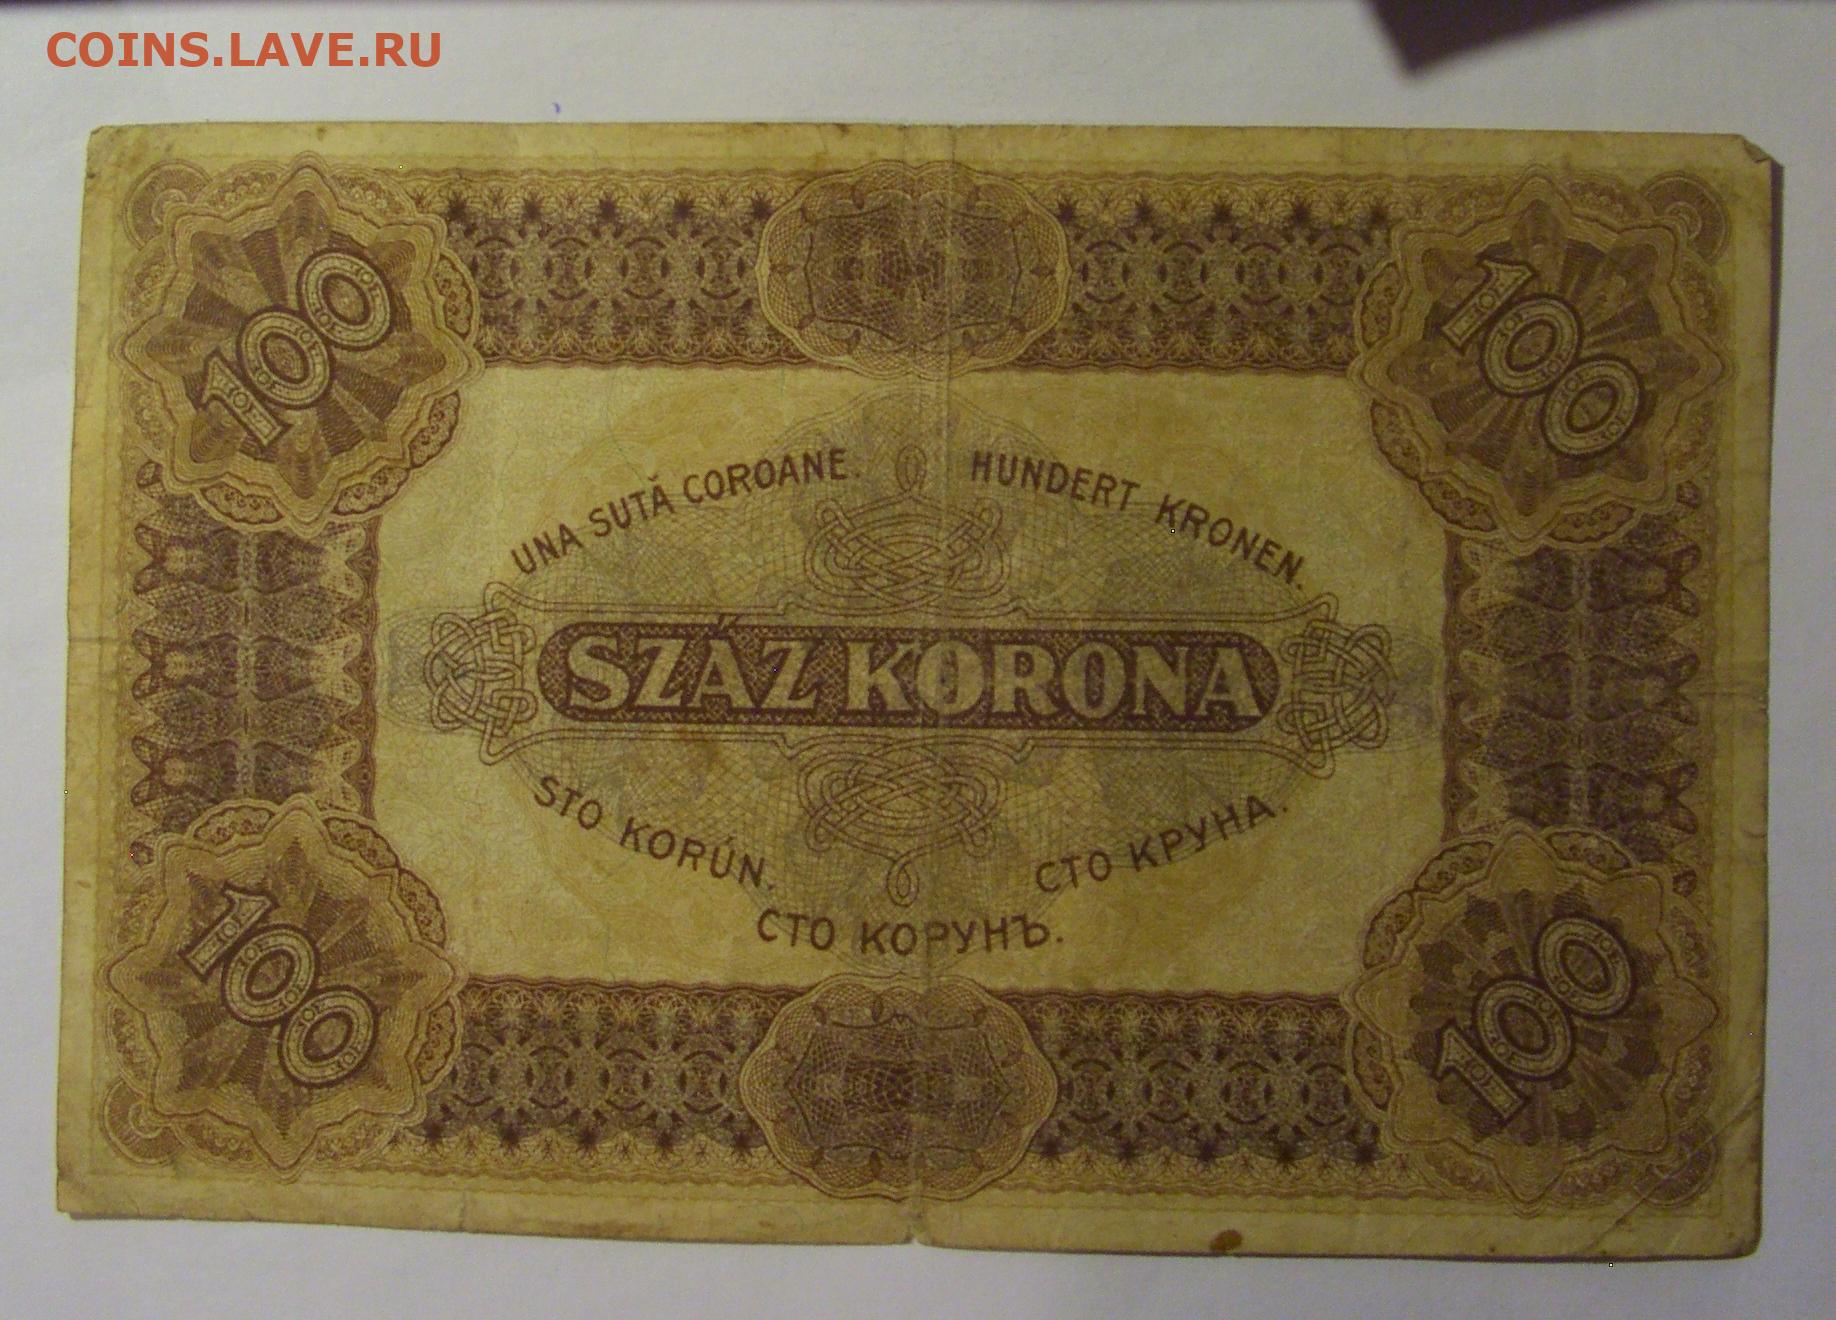 COINS.LAVE.RU
100
100
UNA SUTĂ COROANE.
HUNDERT KRONEN.
SZÁZ KORONA
STO KORÚN.
СТО КРУНА.
СТО КОРУНЪ.
100
100